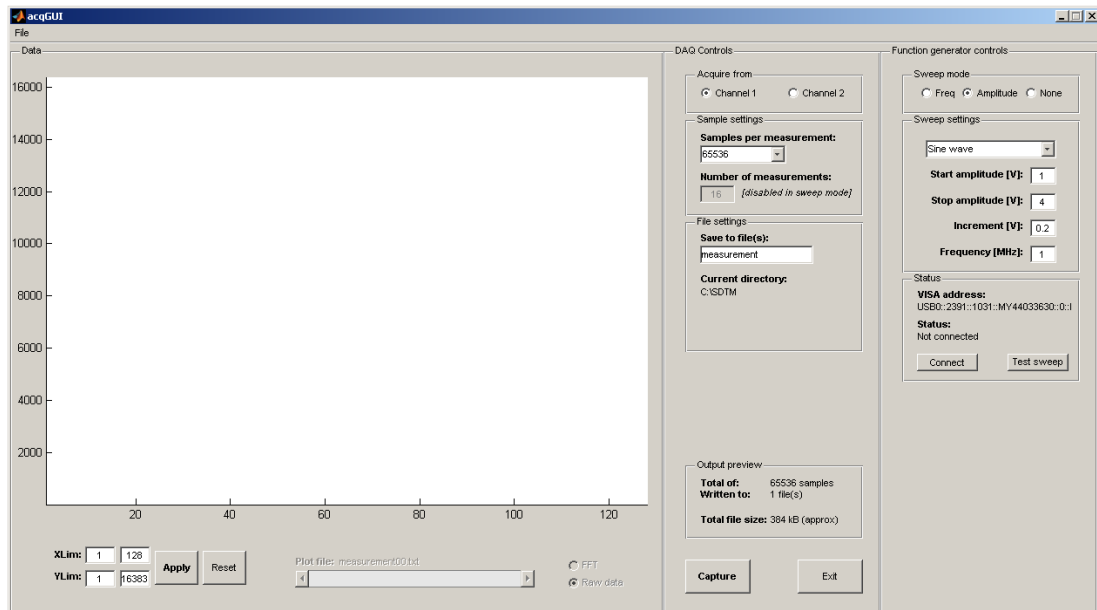 acqGUI
File
Data
16000
14000
12000
10000
8000
6000
4000
2000
20 40 60 80 100 120
XLim: 1 128
YLim: 1 16383
Apply Reset
Plot file: measurement00.txt
FFT
Raw data
DAQ Controls
Acquire from
Channel 1 Channel 2
Sample settings
Samples per measurement:
65536
Number of measurements:
16 [disabled in sweep mode]
File settings
Save to file(s):
measurement
Current directory:
C:\SDTM
Output preview
Total of: 65536 samples
Written to: 1 file(s)
Total file size: 384 kB (approx)
Capture Exit
Function generator controls
Sweep mode
Freq Amplitude None
Sweep settings
Sine wave
Start amplitude [V]: 1
Stop amplitude [V]: 4
Increment [V]: 0.2
Frequency [MHz]: 1
Status
VISA address:
USB0::2391::1031::MY44033630::0::I
Status:
Not connected
Connect Test sweep